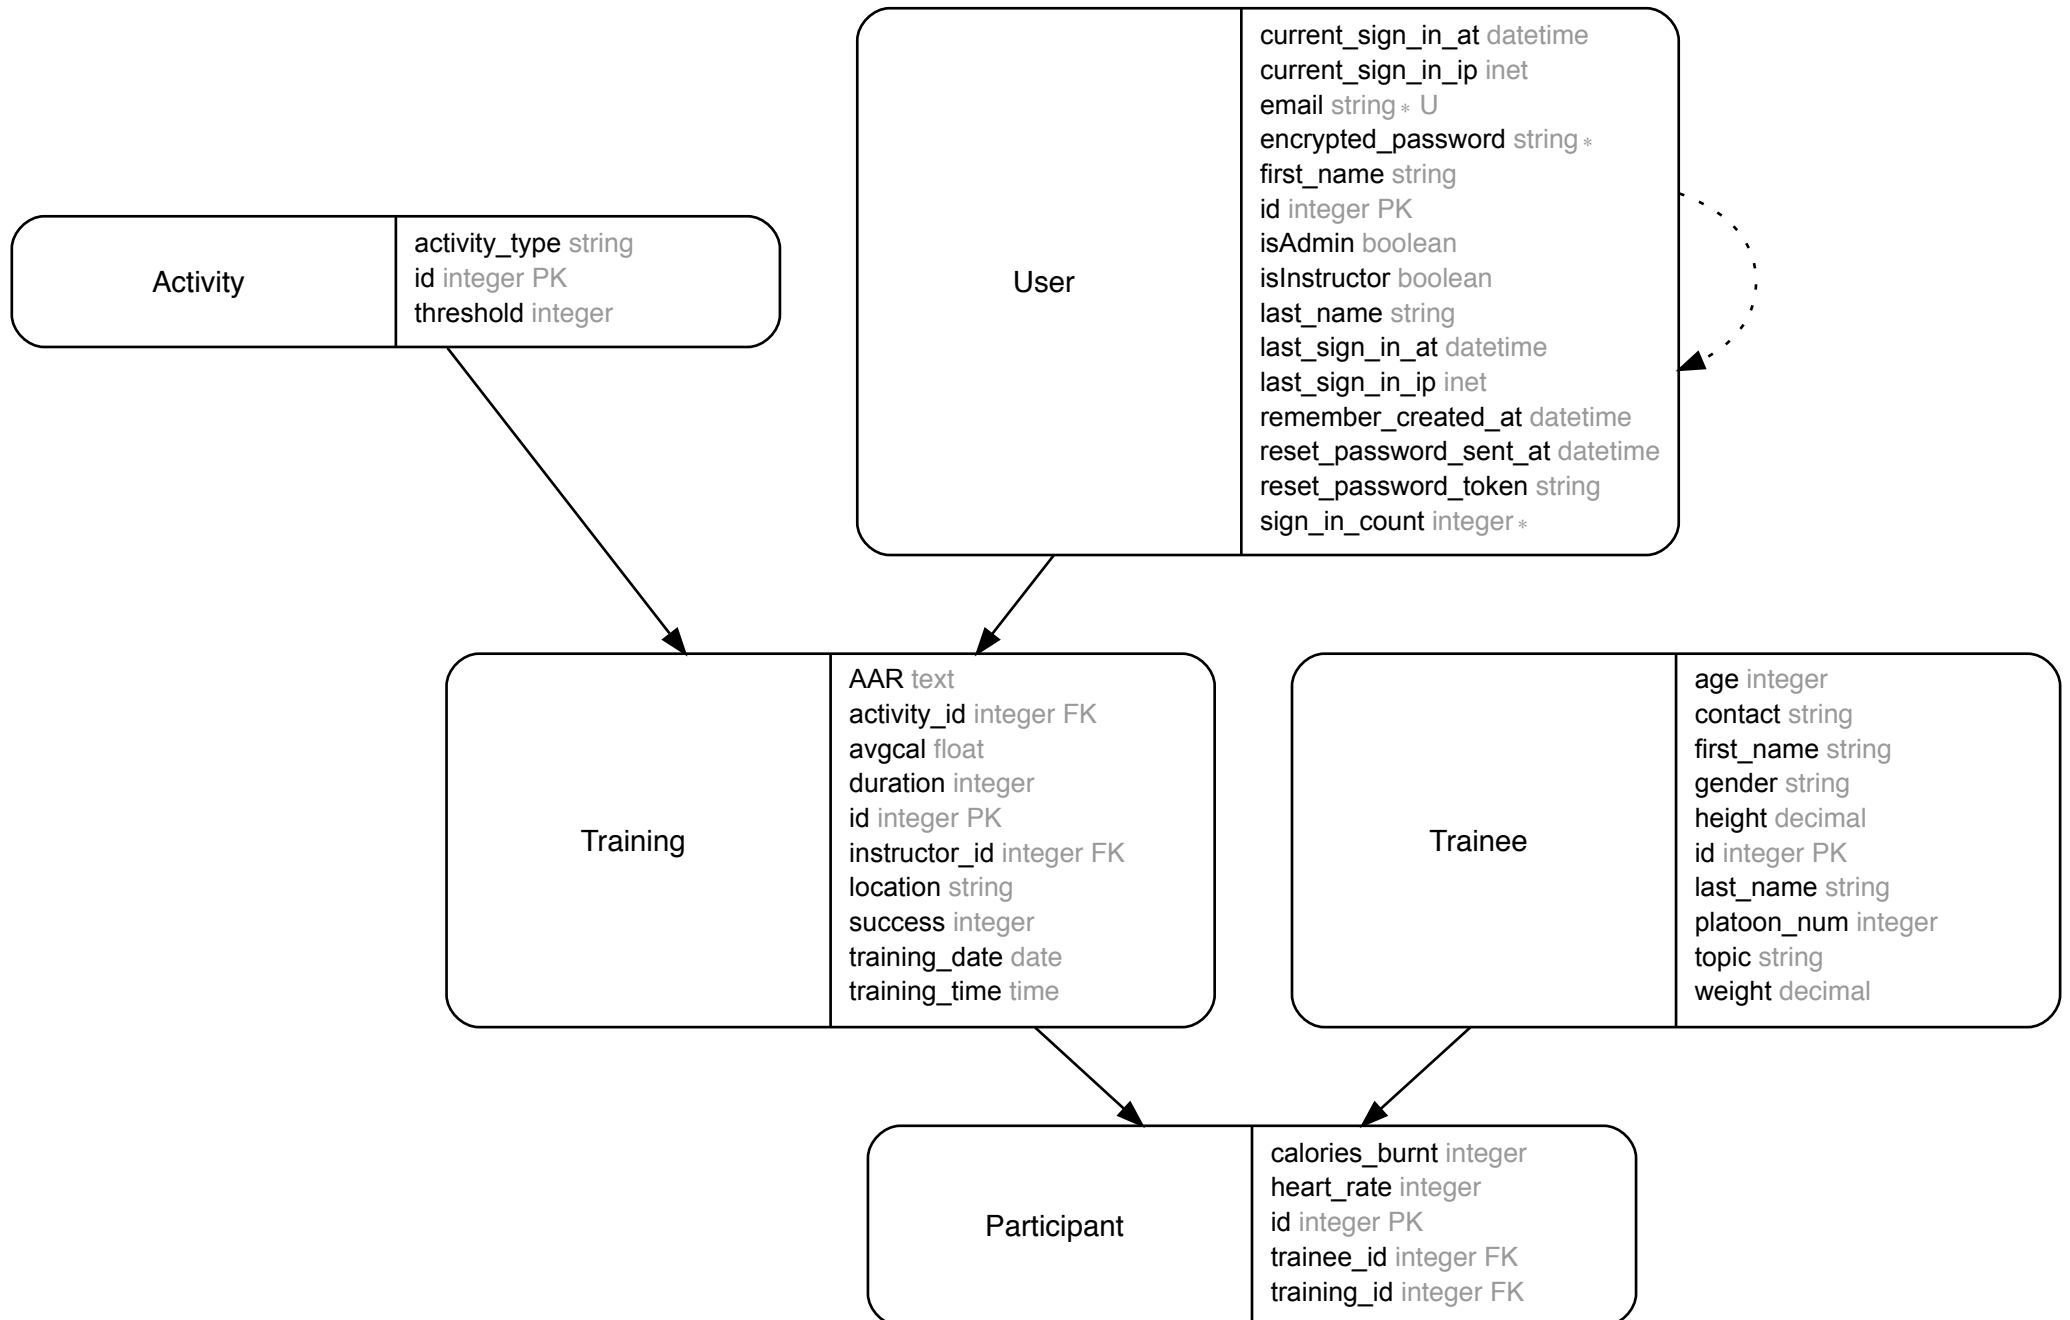 User
current_sign_in_at datetime
current_sign_in_ip inet
email string∗ U
encrypted_password string∗
first_name string
id integer PK
isAdmin boolean
isInstructor boolean
last_name string
last_sign_in_at datetime
last_sign_in_ip inet
remember_created_at datetime
reset_password_sent_at datetime
reset_password_token string
sign_in_count integer∗
Activity
activity_type string
id integer PK
threshold integer
Training
AAR text
activity_id integer FK
avgcal float
duration integer
id integer PK
instructor_id integer FK
location string
success integer
training_date date
training_time time
Trainee
age integer
contact string
first_name string
gender string
height decimal
id integer PK
last_name string
platoon_num integer
topic string
weight decimal
Participant
calories_burnt integer
heart_rate integer
id integer PK
trainee_id integer FK
training_id integer FK